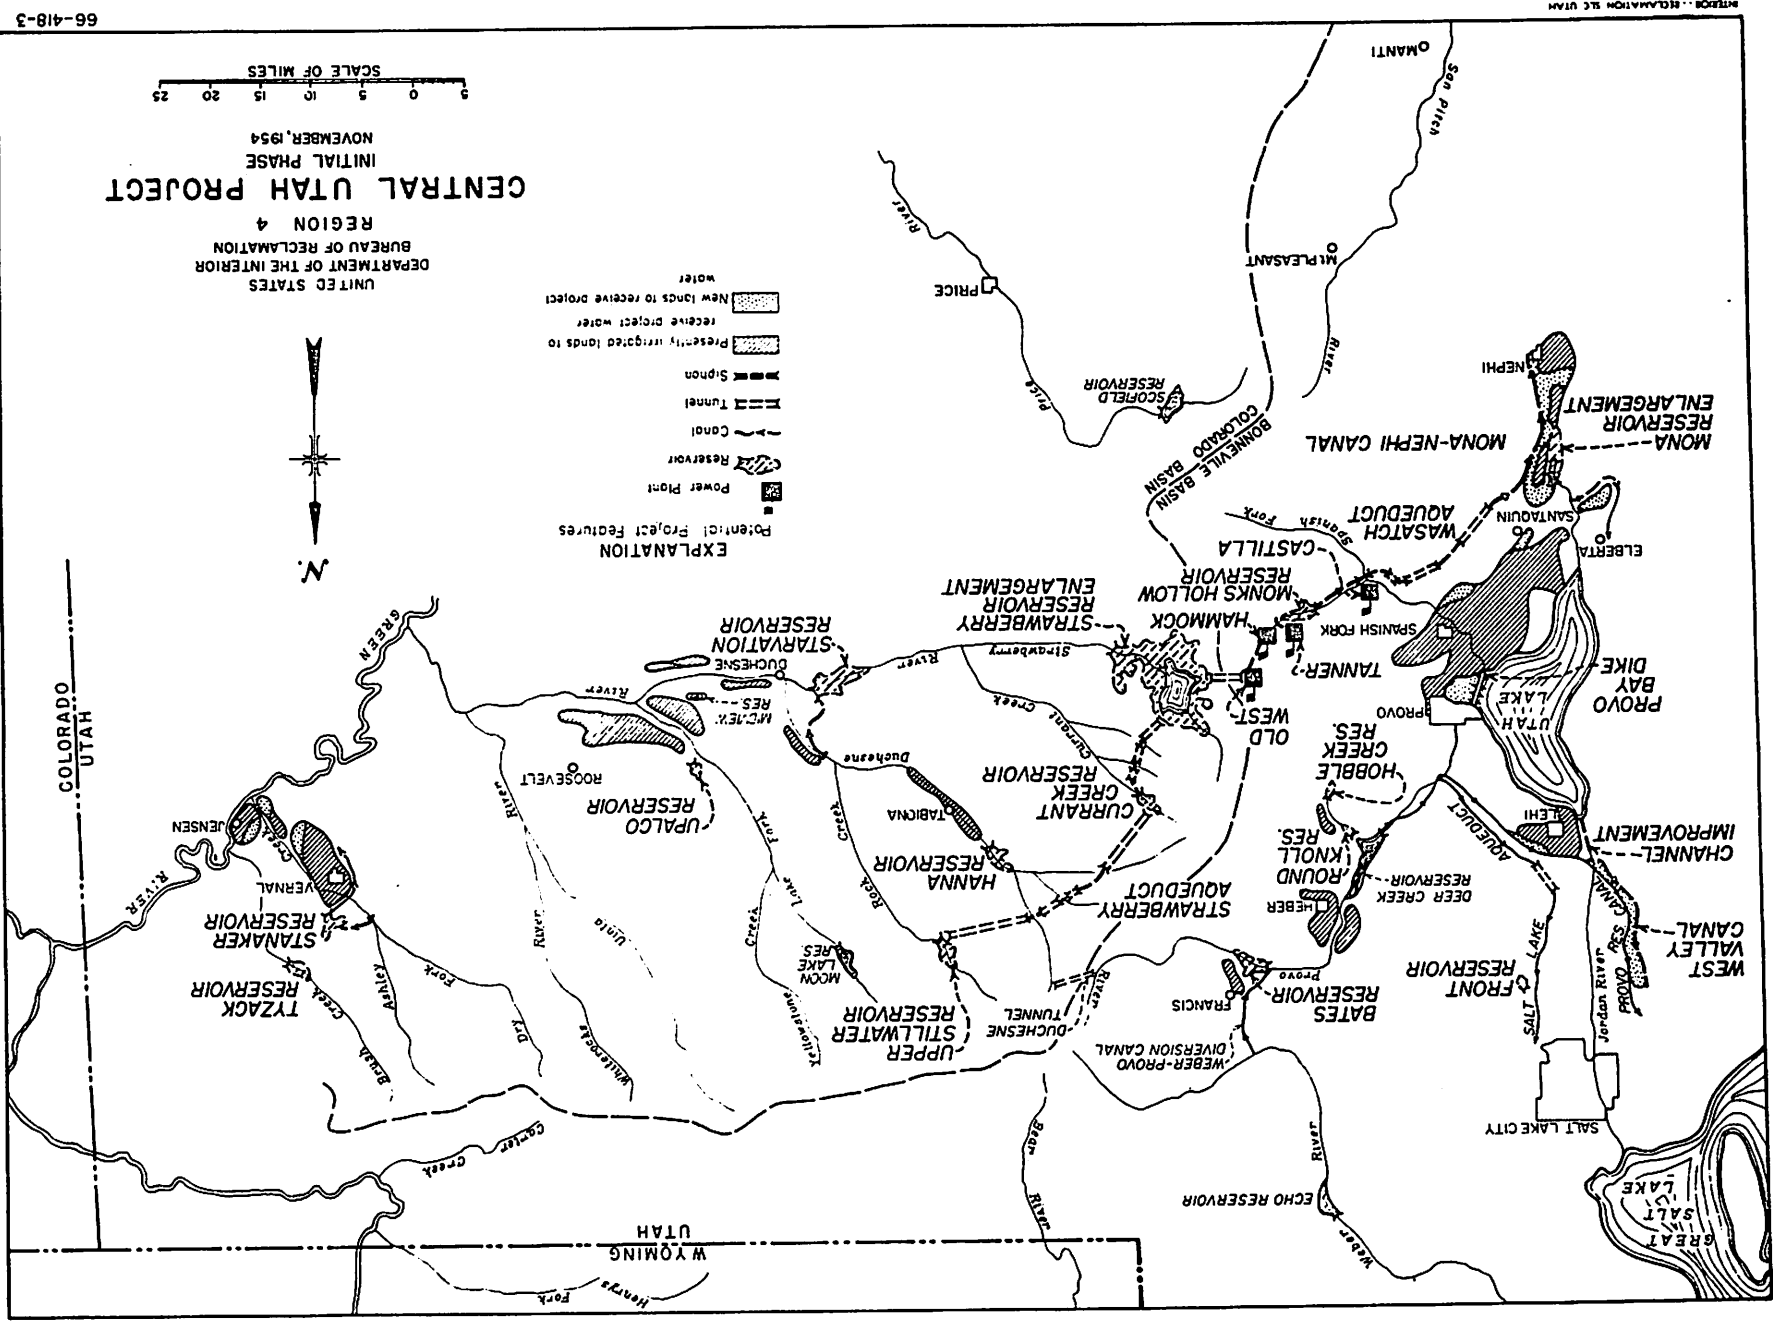 GREAT
SALT
LAKE
SALT LAKE CITY
Weber
River
ECHO RESERVOIR
Bear
River
Henrys
Fork
WYOMING
UTAH
Carter
Creek
WEBER-PROVO
DIVERSION CANAL
FRANCIS
BATES
RESERVOIR
Provo
DUCHESNE
TUNNEL
River
UPPER
STILLWATER
RESERVOIR
MOON
LAKE
RES.
Yellowstone
Creek
Lake
Fork
Uinta
River
Whiterocks
River
Dry
Fork
Ashley
Creek
Brush
Creek
TYZACK
RESERVOIR
STANAKER
RESERVOIR
VERNAL
JENSEN
GREEN
RIVER
COLORADO
UTAH
WEST
VALLEY
CANAL
Jordan River
PROVO RES CANAL
SALT LAKE
AQUEDUCT
FRONT
RESERVOIR
CHANNEL
IMPROVEMENT
LEHI
HEBER
DEER CREEK
RESERVOIR
ROUND
KNOLL
RES.
HOBBLE
CREEK
RES.
STRAWBERRY
AQUEDUCT
HANNA
RESERVOIR
TABIONA
Rock
Creek
Duchesne
CURRANT
CREEK
RESERVOIR
Currant
Creek
UPALCO
RESERVOIR
ROOSEVELT
River
RES.
DUCHESNE
STARVATION
RESERVOIR
Strawberry
River
STRAWBERRY
RESERVOIR
ENLARGEMENT
OLD
WEST
HAMMOCK
TANNER
MONKS HOLLOW
RESERVOIR
CASTILLA
PROVO
UTAH
LAKE
PROVO
BAY
DIKE
SPANISH FORK
Spanish
Fork
WASATCH
AQUEDUCT
ELBERTA
SANTAQUIN
MONA
RESERVOIR
ENLARGEMENT
MONA-NEPHI CANAL
NEPHI
BONNEVILLE BASIN
COLORADO BASIN
SCOFIELD
RESERVOIR
Price
River
PRICE
MT. PLEASANT
MANTI
San Pitch
River
N.
EXPLANATION
Potential Project Features
Power Plant
Reservoir
Canal
Tunnel
Siphon
Presently irrigated lands to
receive project water
New lands to receive project
water
UNITED STATES
DEPARTMENT OF THE INTERIOR
BUREAU OF RECLAMATION
REGION 4
CENTRAL UTAH PROJECT
INITIAL PHASE
NOVEMBER, 1954
5 0 5 10 15 20 25
SCALE OF MILES
INTERIOR - RECLAMATION SLC UTAH
66-418-3